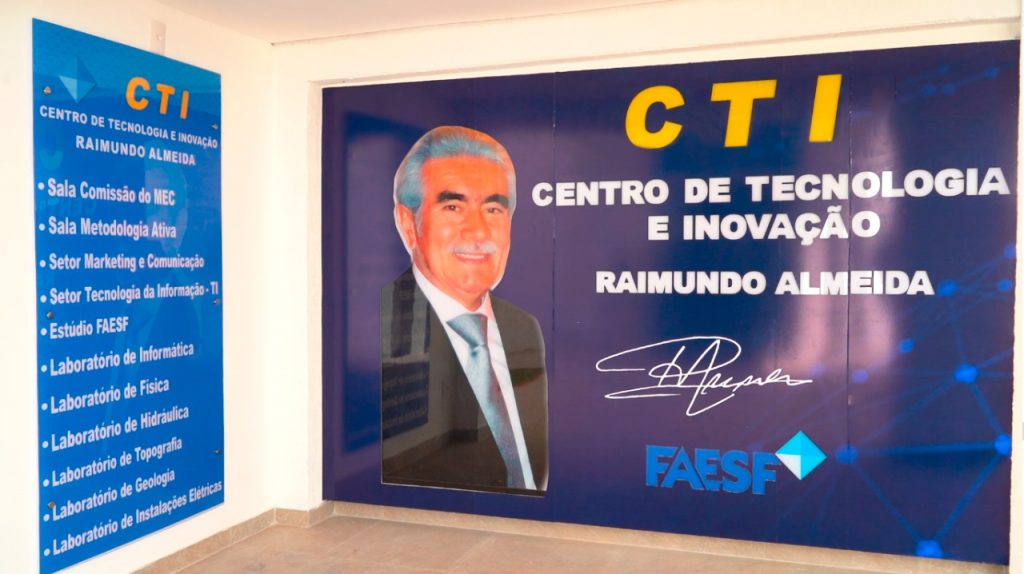 CTI
CENTRO DE TECNOLOGIA E INOVAÇÃO
RAIMUNDO ALMEIDA
• Sala Comissão do MEC
• Sala Metodologia Ativa
• Setor Marketing e Comunicação
• Setor Tecnologia da Informação - TI
• Estúdio FAESF
• Laboratório de Informática
• Laboratório de Física
• Laboratório de Hidráulica
• Laboratório de Topografia
• Laboratório de Geologia
• Laboratório de Instalações Elétricas
CTI
CENTRO DE TECNOLOGIA
E INOVAÇÃO
RAIMUNDO ALMEIDA
FAESF